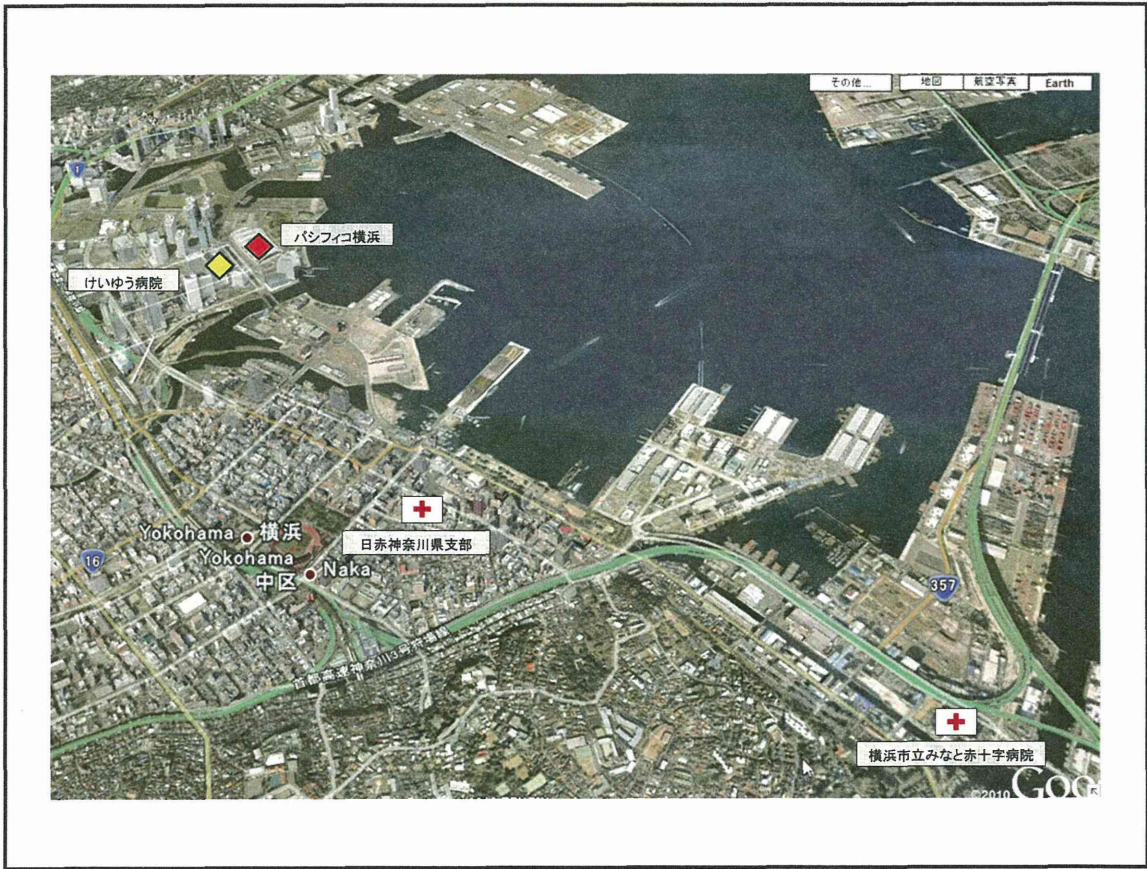 その他...
地図
航空写真
Earth
1
パシフィコ横浜
けいゆう病院
日赤神奈川県支部
Yokohama 横浜
Yokohama
中区 Naka
16
357
首都高速神奈川3号狩場線
横浜市立みなと赤十字病院
©2010 Goo